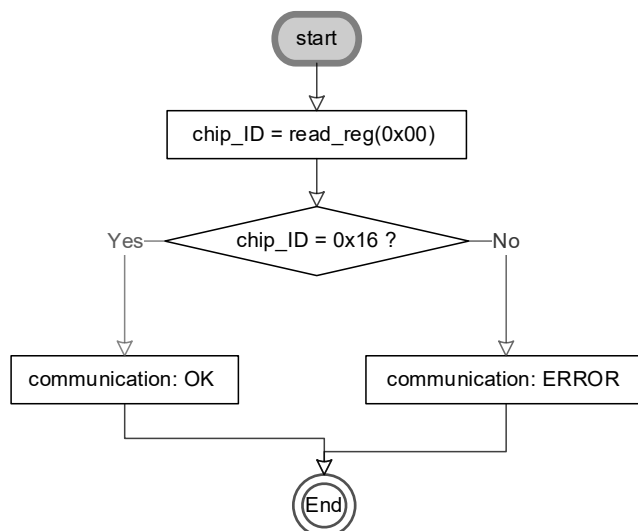 start
chip_ID = read_reg(0x00)
chip_ID = 0x16 ?
Yes
No
communication: OK
communication: ERROR
End